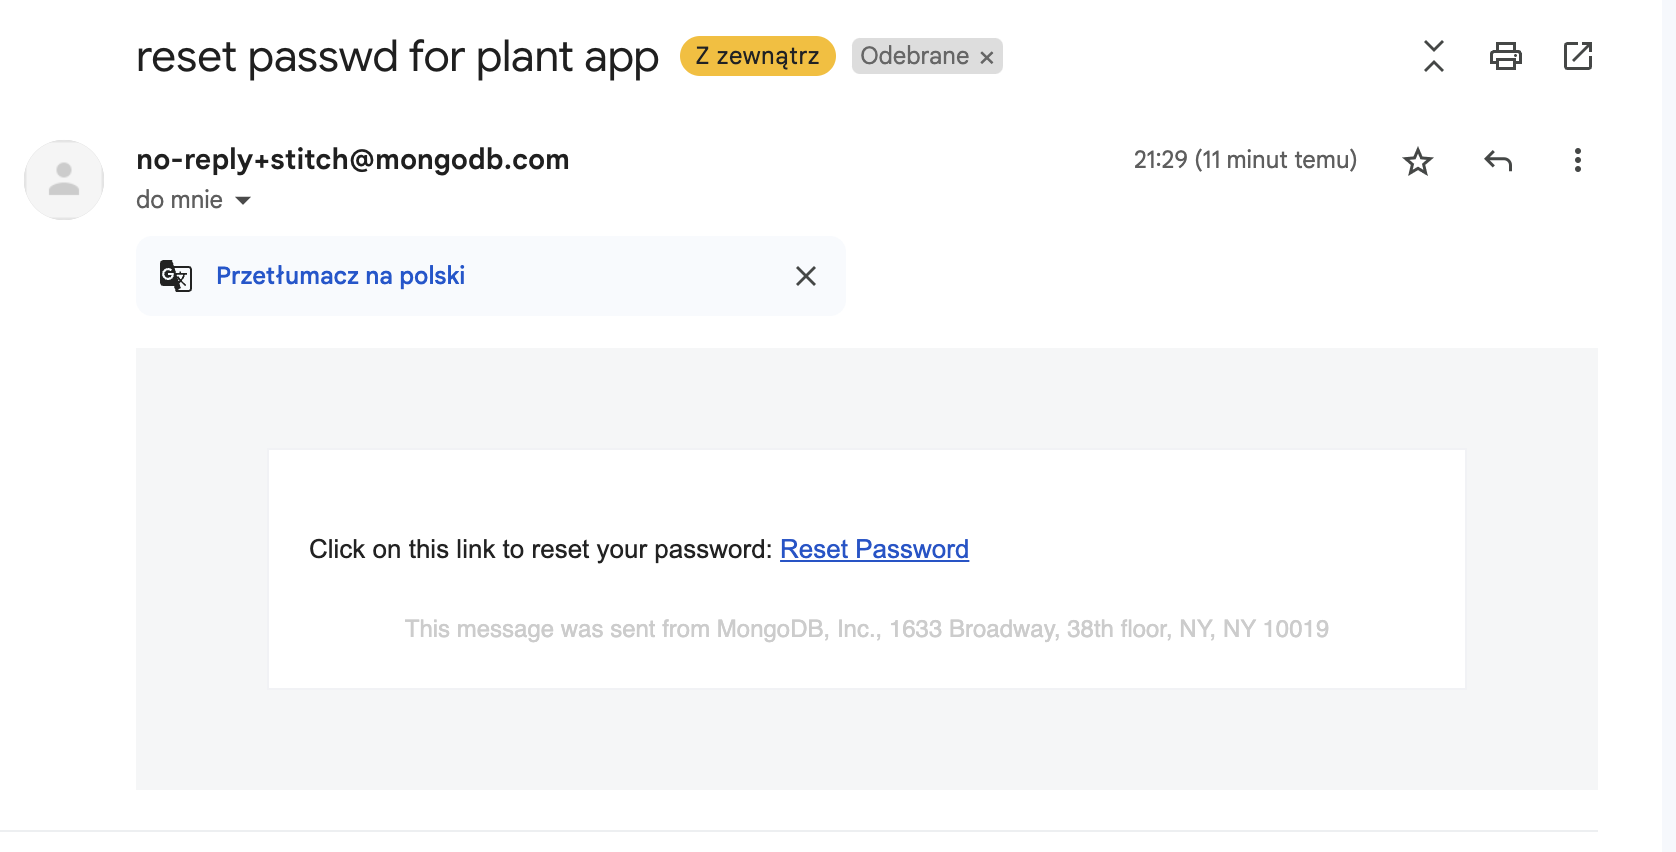 reset passwd for plant app Z zewnątrz Odebrane ×
no-reply+stitch@mongodb.com 21:29 (11 minut temu)
do mnie
Przetłumacz na polski
Click on this link to reset your password: Reset Password
This message was sent from MongoDB, Inc., 1633 Broadway, 38th floor, NY, NY 10019